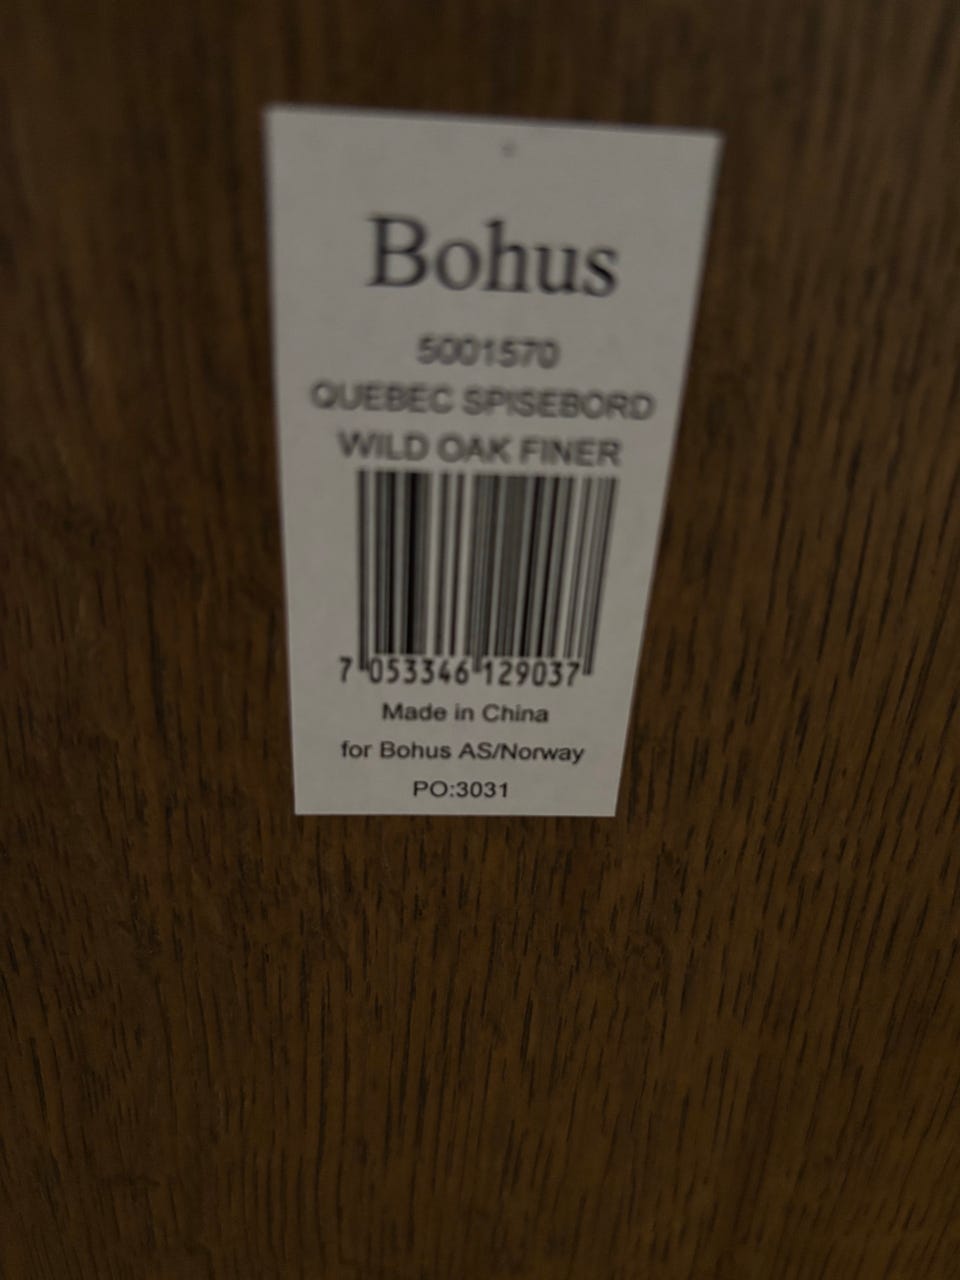 Bohus
5001570
QUEBEC SPISEBORD
WILD OAK FINER
7 053346 129037
Made in China
for Bohus AS/Norway
PO:3031